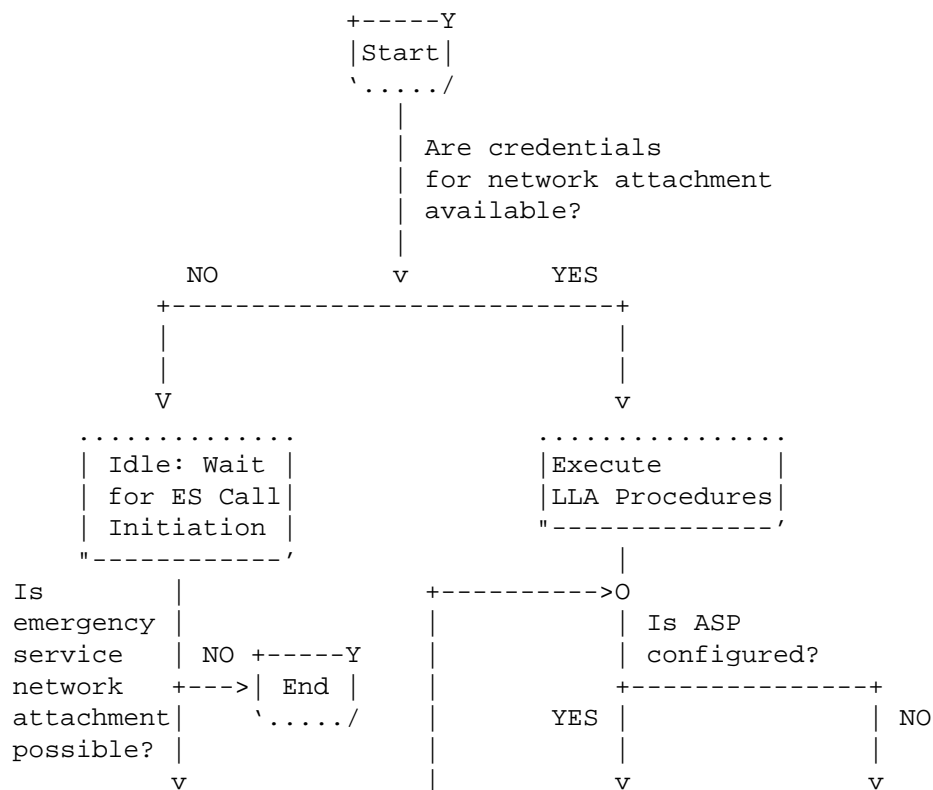 +-----Y
|Start|
`...../
|
| Are credentials
| for network attachment
| available?
|
NO v YES
+----------------------------+
| |
| |
V v
.............. ................
| Idle: Wait | |Execute |
| for ES Call| |LLA Procedures|
| Initiation | "--------------'
"------------' |
Is | +---------->O
emergency | | | Is ASP
service | NO +-----Y | | configured?
network +--->| End | | +---------------+
attachment| `...../ | YES | | NO
possible? | | | |
v | v v